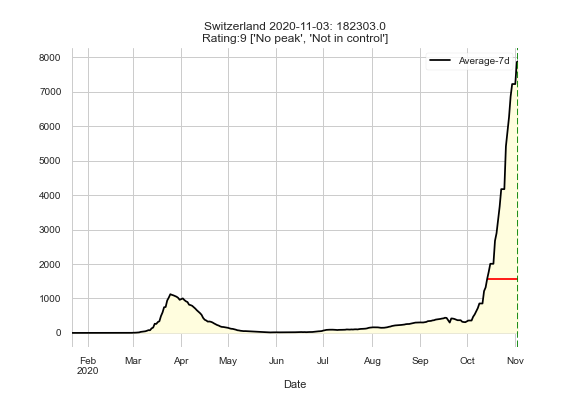 Switzerland 2020-11-03: 182303.0
Rating:9 ['No peak', 'Not in control']
Average-7d
8000
7000
6000
5000
4000
3000
2000
1000
0
Feb Mar Apr May Jun Jul Aug Sep Oct Nov
2020
Date